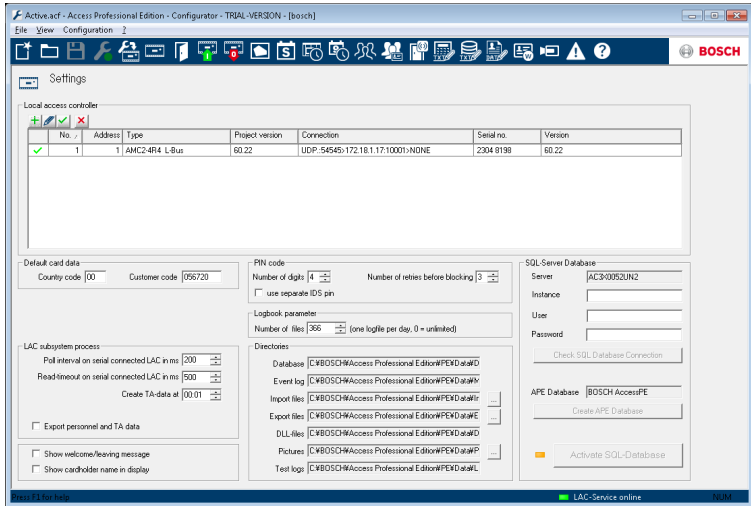 Active.acf - Access Professional Edition - Configurator - TRIAL-VERSION - [bosch]
File View Configuration ?
BOSCH
Settings
Local access controller
No. Address Type Project version Connection Serial no. Version
1 1 AMC2-4R4 L-Bus 60.22 UDP.:54545>172.18.1.17:10001>NONE 2304 8198 60.22
Default card data
Country code 00 Customer code 056720
PIN code
Number of digits 4 Number of retries before blocking 3
use separate IDS pin
Logbook parameter
Number of files 366 (one logfile per day, 0 = unlimited)
LAC subsystem process
Poll interval on serial connected LAC in ms 200
Read-timeout on serial connected LAC in ms 500
Create TA-data at 00:01
Export personnel and TA data
Show welcome/leaving message
Show cardholder name in display
Directories
Database C:¥BOSCH¥Access Professional Edition¥PE¥Data¥D
Event log C:¥BOSCH¥Access Professional Edition¥PE¥Data¥M
Import files C:¥BOSCH¥Access Professional Edition¥PE¥Data¥Ir ...
Export files C:¥BOSCH¥Access Professional Edition¥PE¥Data¥E ...
DLL-files C:¥BOSCH¥Access Professional Edition¥PE¥Data¥D
Pictures C:¥BOSCH¥Access Professional Edition¥PE¥Data¥P ...
Test logs C:¥BOSCH¥Access Professional Edition¥PE¥Data¥L
SQL-Server Database
Server AC3X0052UN2
Instance
User
Password
Check SQL Database Connection
APE Database BOSCH AccessPE
Create APE Database
Activate SQL-Database
Press F1 for help
LAC-Service online NUM